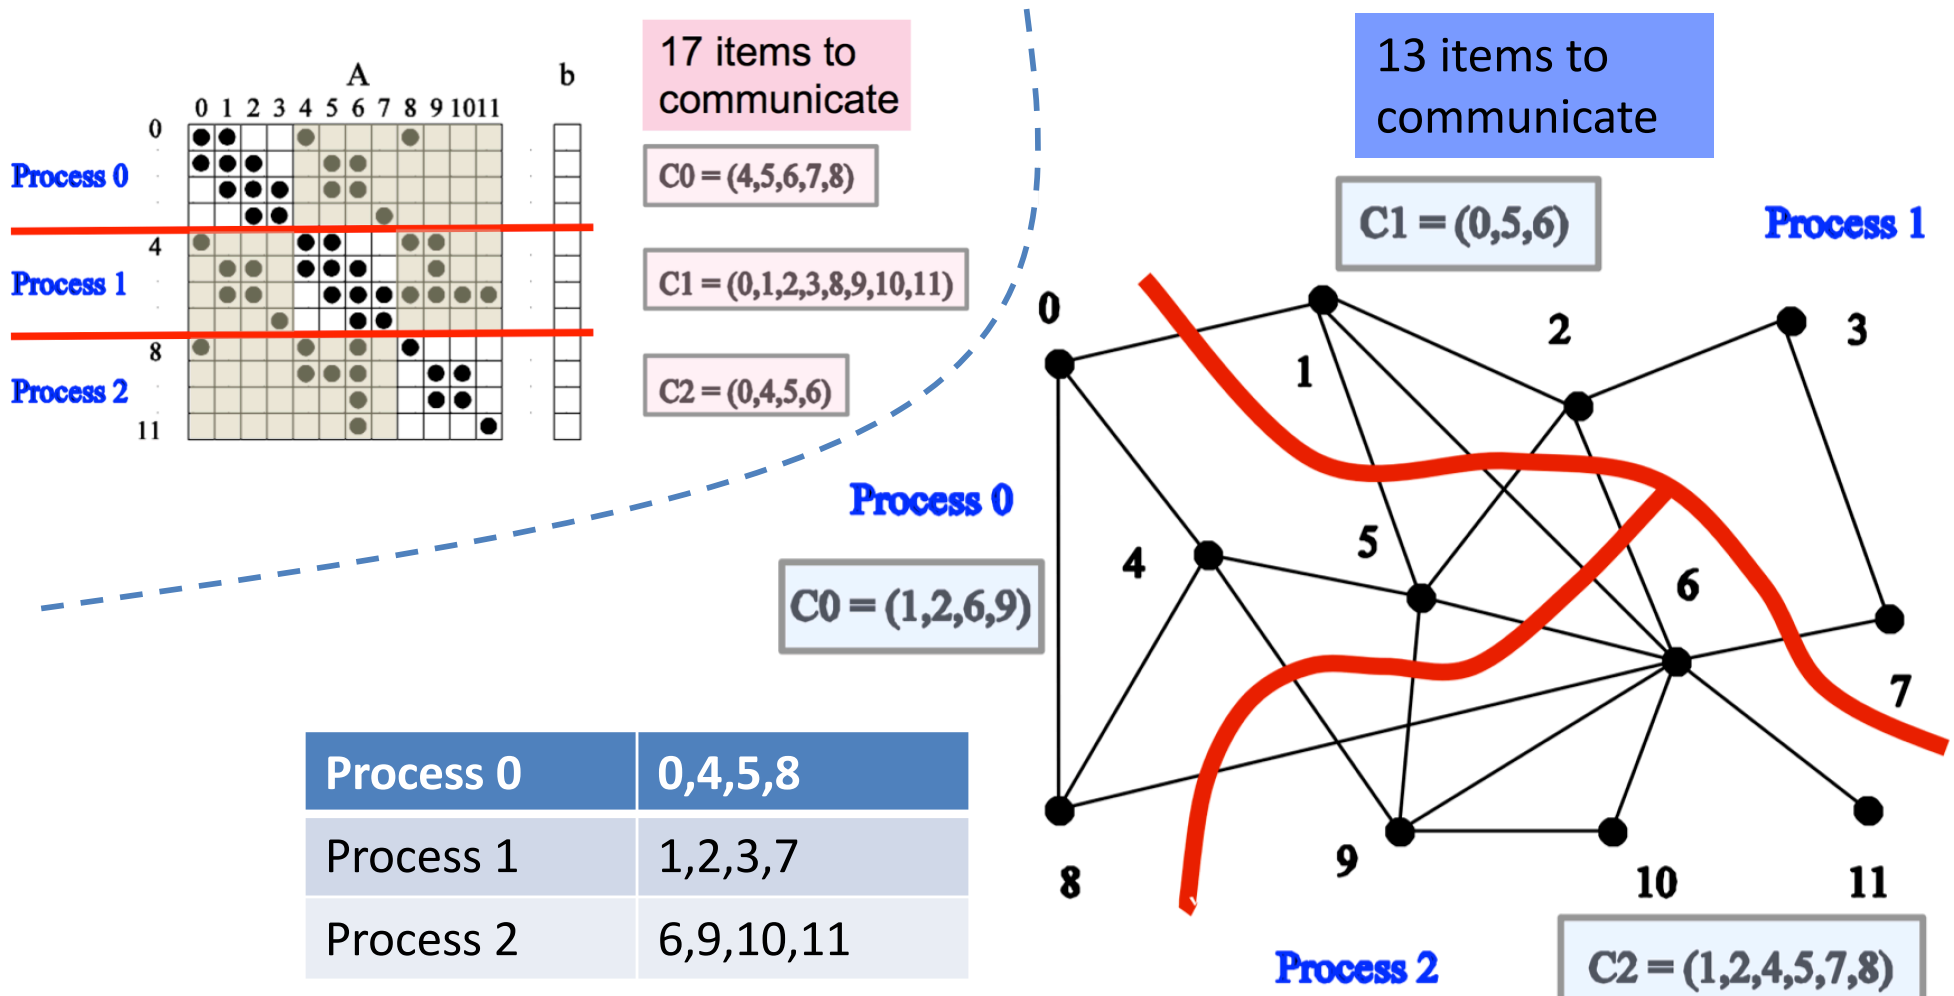 A b
0 1 2 3 4 5 6 7 8 9 10 11
0
Process 0
4
Process 1
8
Process 2
11
17 items to
communicate
C0 = (4,5,6,7,8)
C1 = (0,1,2,3,8,9,10,11)
C2 = (0,4,5,6)
13 items to
communicate
C1 = (0,5,6)
Process 1
0
1
2
3
Process 0
4
5
6
C0 = (1,2,6,9)
7
8
9
10
11
Process 2
C2 = (1,2,4,5,7,8)
Process 0 0,4,5,8
Process 1 1,2,3,7
Process 2 6,9,10,11